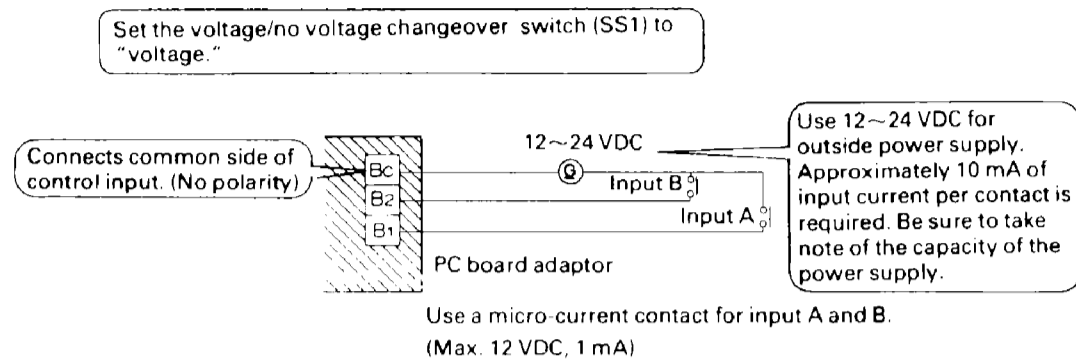 Set the voltage/no voltage changeover switch (SS1) to
“voltage.”
12~24 VDC
Use 12~24 VDC for
outside power supply.
Approximately 10 mA of
input current per contact is
required. Be sure to take
note of the capacity of the
power supply.
Connects common side of
control input. (No polarity)
BC
B2
B1
G
Input B
Input A
PC board adaptor
Use a micro-current contact for input A and B.
(Max. 12 VDC, 1 mA)